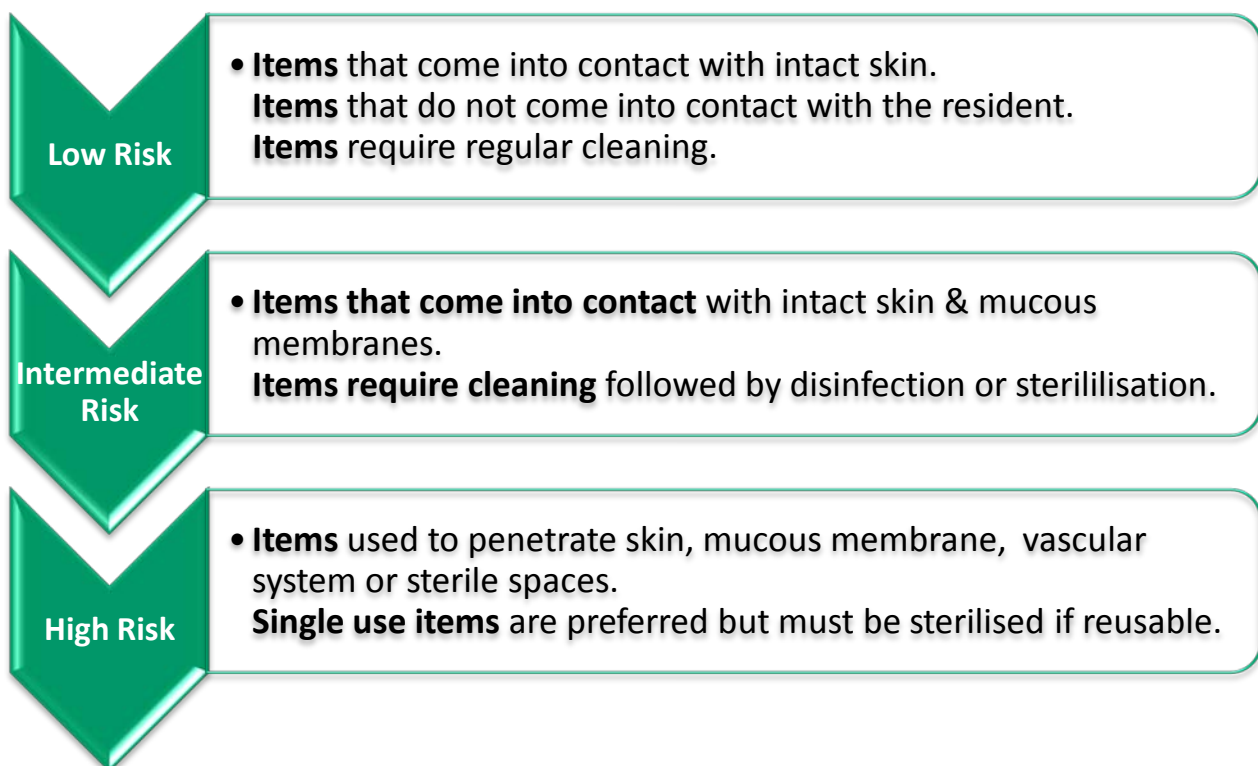 Low Risk
• Items that come into contact with intact skin.
Items that do not come into contact with the resident.
Items require regular cleaning.
Intermediate
Risk
• Items that come into contact with intact skin & mucous
membranes.
Items require cleaning followed by disinfection or sterililisation.
High Risk
• Items used to penetrate skin, mucous membrane,  vascular
system or sterile spaces.
Single use items are preferred but must be sterilised if reusable.